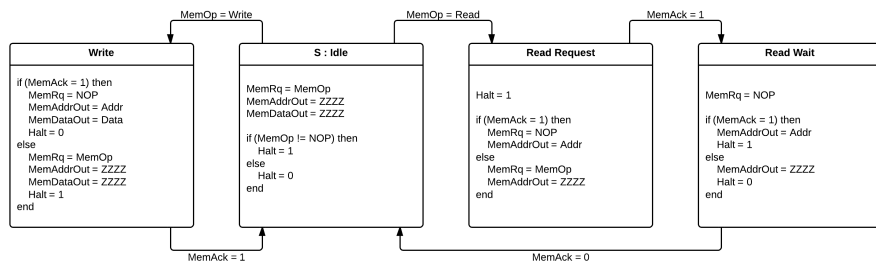 MemOp = Write
MemOp = Read
MemAck = 1
Write
if (MemAck = 1) then
MemRq = NOP
MemAddrOut = Addr
MemDataOut = Data
Halt = 0
else
MemRq = MemOp
MemAddrOut = ZZZZ
MemDataOut = ZZZZ
Halt = 1
end
S : Idle
MemRq = MemOp
MemAddrOut = ZZZZ
MemDataOut = ZZZZ
if (MemOp != NOP) then
Halt = 1
else
Halt = 0
end
Read Request
Halt = 1
if (MemAck = 1) then
MemRq = NOP
MemAddrOut = Addr
else
MemRq = MemOp
MemAddrOut = ZZZZ
end
Read Wait
MemRq = NOP
if (MemAck = 1) then
MemAddrOut = Addr
Halt = 1
else
MemAddrOut = ZZZZ
Halt = 0
end
MemAck = 1
MemAck = 0